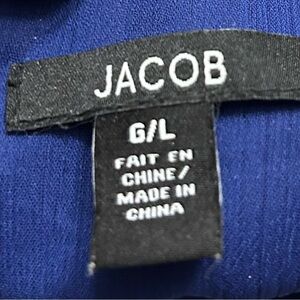 JACOB
G/L
FAIT EN
CHINE/
MADE IN
CHINA